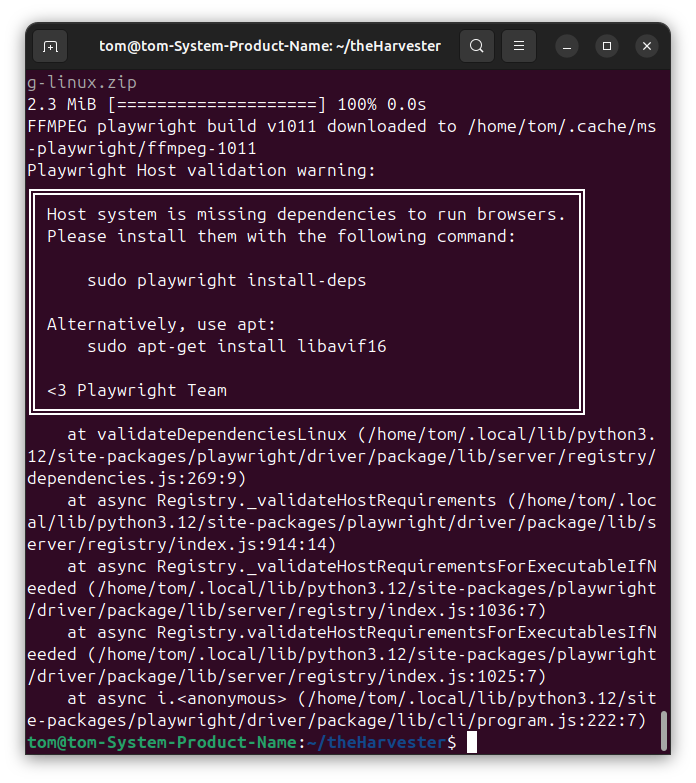 tom@tom-System-Product-Name: ~/theHarvester
g-linux.zip
2.3 MiB [====================] 100% 0.0s
FFMPEG playwright build v1011 downloaded to /home/tom/.cache/ms
-playwright/ffmpeg-1011
Playwright Host validation warning:
Host system is missing dependencies to run browsers.
Please install them with the following command:
sudo playwright install-deps
Alternatively, use apt:
sudo apt-get install libavif16
<3 Playwright Team
at validateDependenciesLinux (/home/tom/.local/lib/python3.
12/site-packages/playwright/driver/package/lib/server/registry/
dependencies.js:269:9)
at async Registry._validateHostRequirements (/home/tom/.loc
al/lib/python3.12/site-packages/playwright/driver/package/lib/s
erver/registry/index.js:914:14)
at async Registry._validateHostRequirementsForExecutableIfN
eeded (/home/tom/.local/lib/python3.12/site-packages/playwright
/driver/package/lib/server/registry/index.js:1036:7)
at async Registry.validateHostRequirementsForExecutablesIfN
eeded (/home/tom/.local/lib/python3.12/site-packages/playwright
/driver/package/lib/server/registry/index.js:1025:7)
at async i.<anonymous> (/home/tom/.local/lib/python3.12/sit
e-packages/playwright/driver/package/lib/cli/program.js:222:7)
tom@tom-System-Product-Name:~/theHarvester$